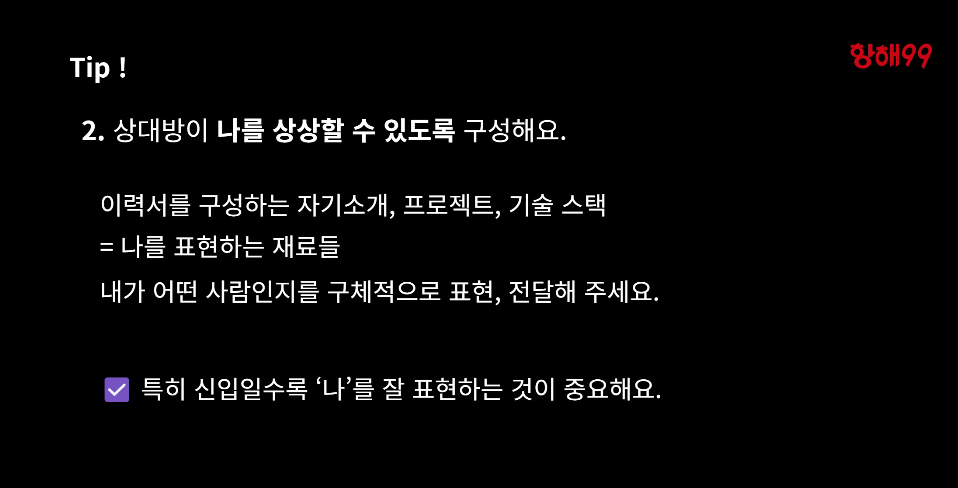 항해99
Tip !
2. 상대방이 나를 상상할 수 있도록 구성해요.
이력서를 구성하는 자기소개, 프로젝트, 기술 스택
= 나를 표현하는 재료들
내가 어떤 사람인지를 구체적으로 표현, 전달해 주세요.
특히 신입일수록 ‘나’를 잘 표현하는 것이 중요해요.